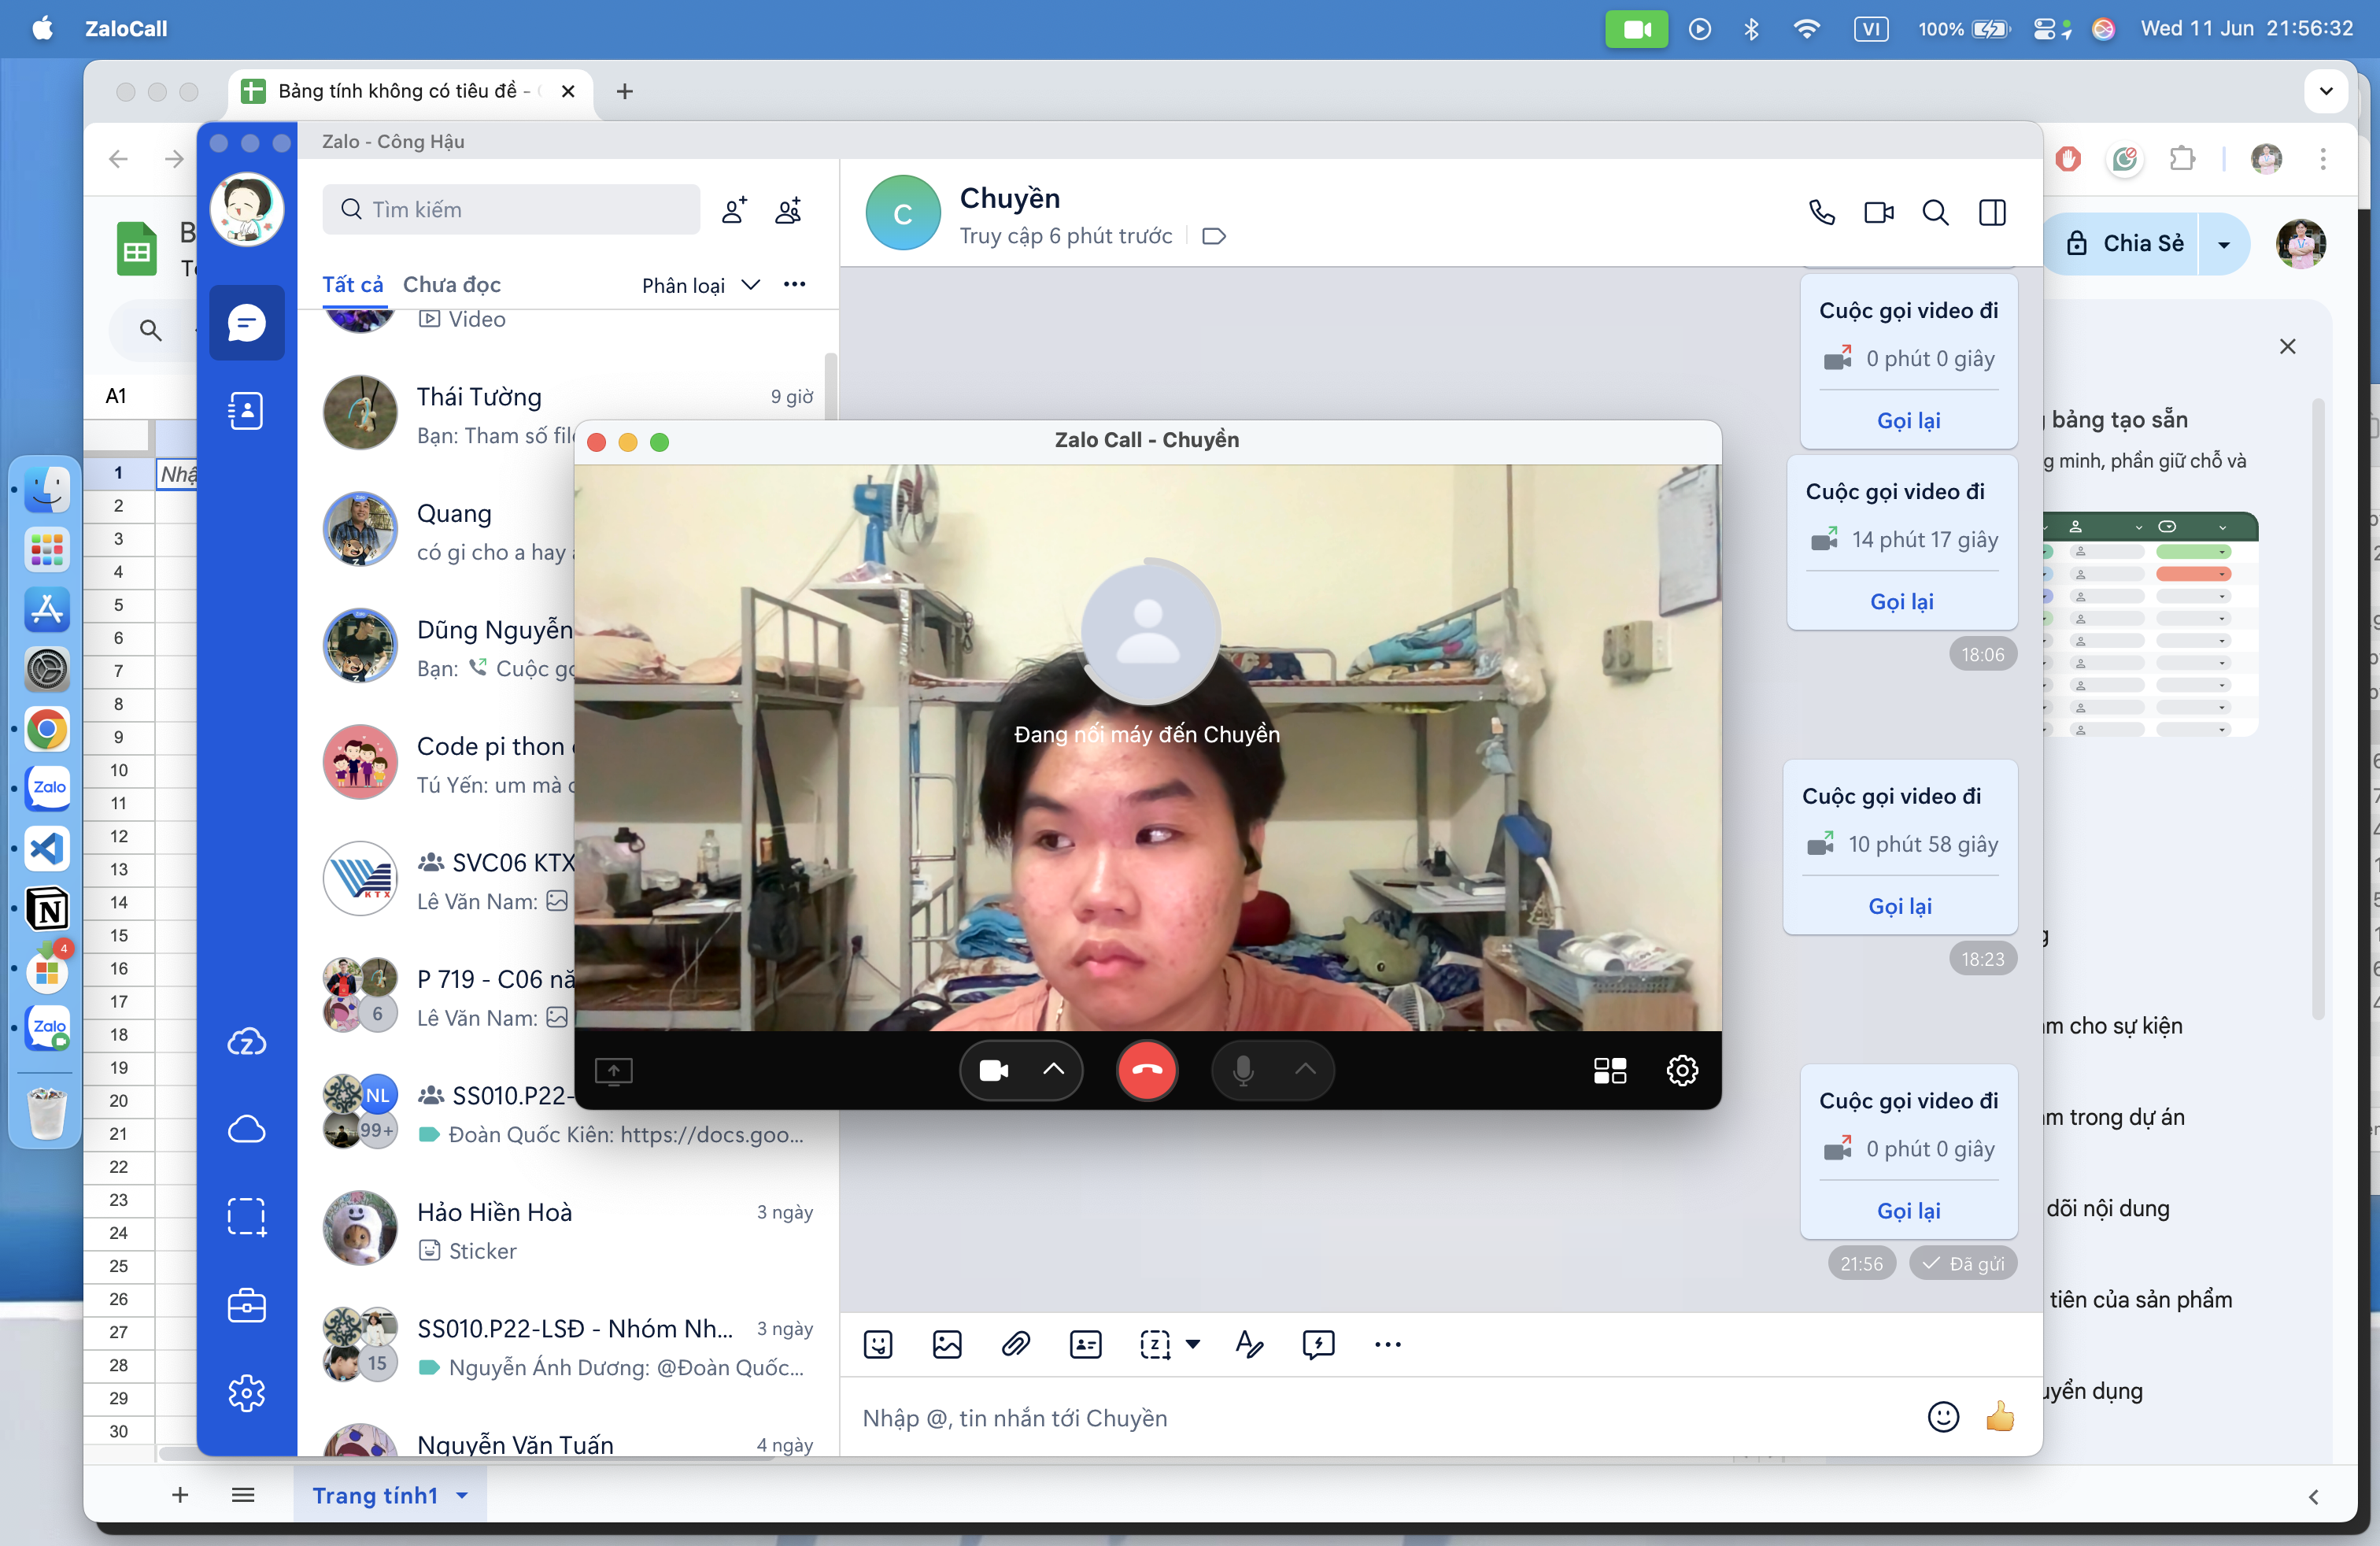 ZaloCall
VI
100%
Wed 11 Jun 21:56:32
Bảng tính không có tiêu đề -
Zalo - Công Hậu
Tìm kiếm
Chuyền
C
Truy cập 6 phút trước
Chia Sẻ
Tất cả
Chưa đọc
Phân loại
Video
A1
Thái Tường
9 giờ
Bạn: Tham số file
Quang
có gi cho a hay
Dũng Nguyễn
Bạn: Cuộc gọ
Code pi thon
Tú Yến: um mà
SVC06 KTX
KTX
Lê Văn Nam:
P 719 - C06 nă
6
Lê Văn Nam:
NL
SS010.P22-
99+
Đoàn Quốc Kiên: https://docs.goo...
Hảo Hiền Hoà
3 ngày
Sticker
SS010.P22-LSĐ - Nhóm Nh...
3 ngày
15
Nguyễn Ánh Dương: @Đoàn Quốc...
Nguyễn Văn Tuấn
4 ngày
Zalo Call - Chuyền
Đang nối máy đến Chuyền
Cuộc gọi video đi
0 phút 0 giây
Gọi lại
Cuộc gọi video đi
14 phút 17 giây
Gọi lại
18:06
Cuộc gọi video đi
10 phút 58 giây
Gọi lại
18:23
Cuộc gọi video đi
0 phút 0 giây
Gọi lại
21:56
Đã gửi
Nhập @, tin nhắn tới Chuyền
bảng tạo sẵn
g minh, phần giữ chỗ và
m cho sự kiện
m trong dự án
dõi nội dung
tiên của sản phẩm
uyển dụng
Nhậ
1
2
3
4
5
6
7
8
9
10
11
12
13
14
15
16
17
18
19
20
21
22
23
24
25
26
27
28
29
30
Zalo
4
Zalo
Trang tính1